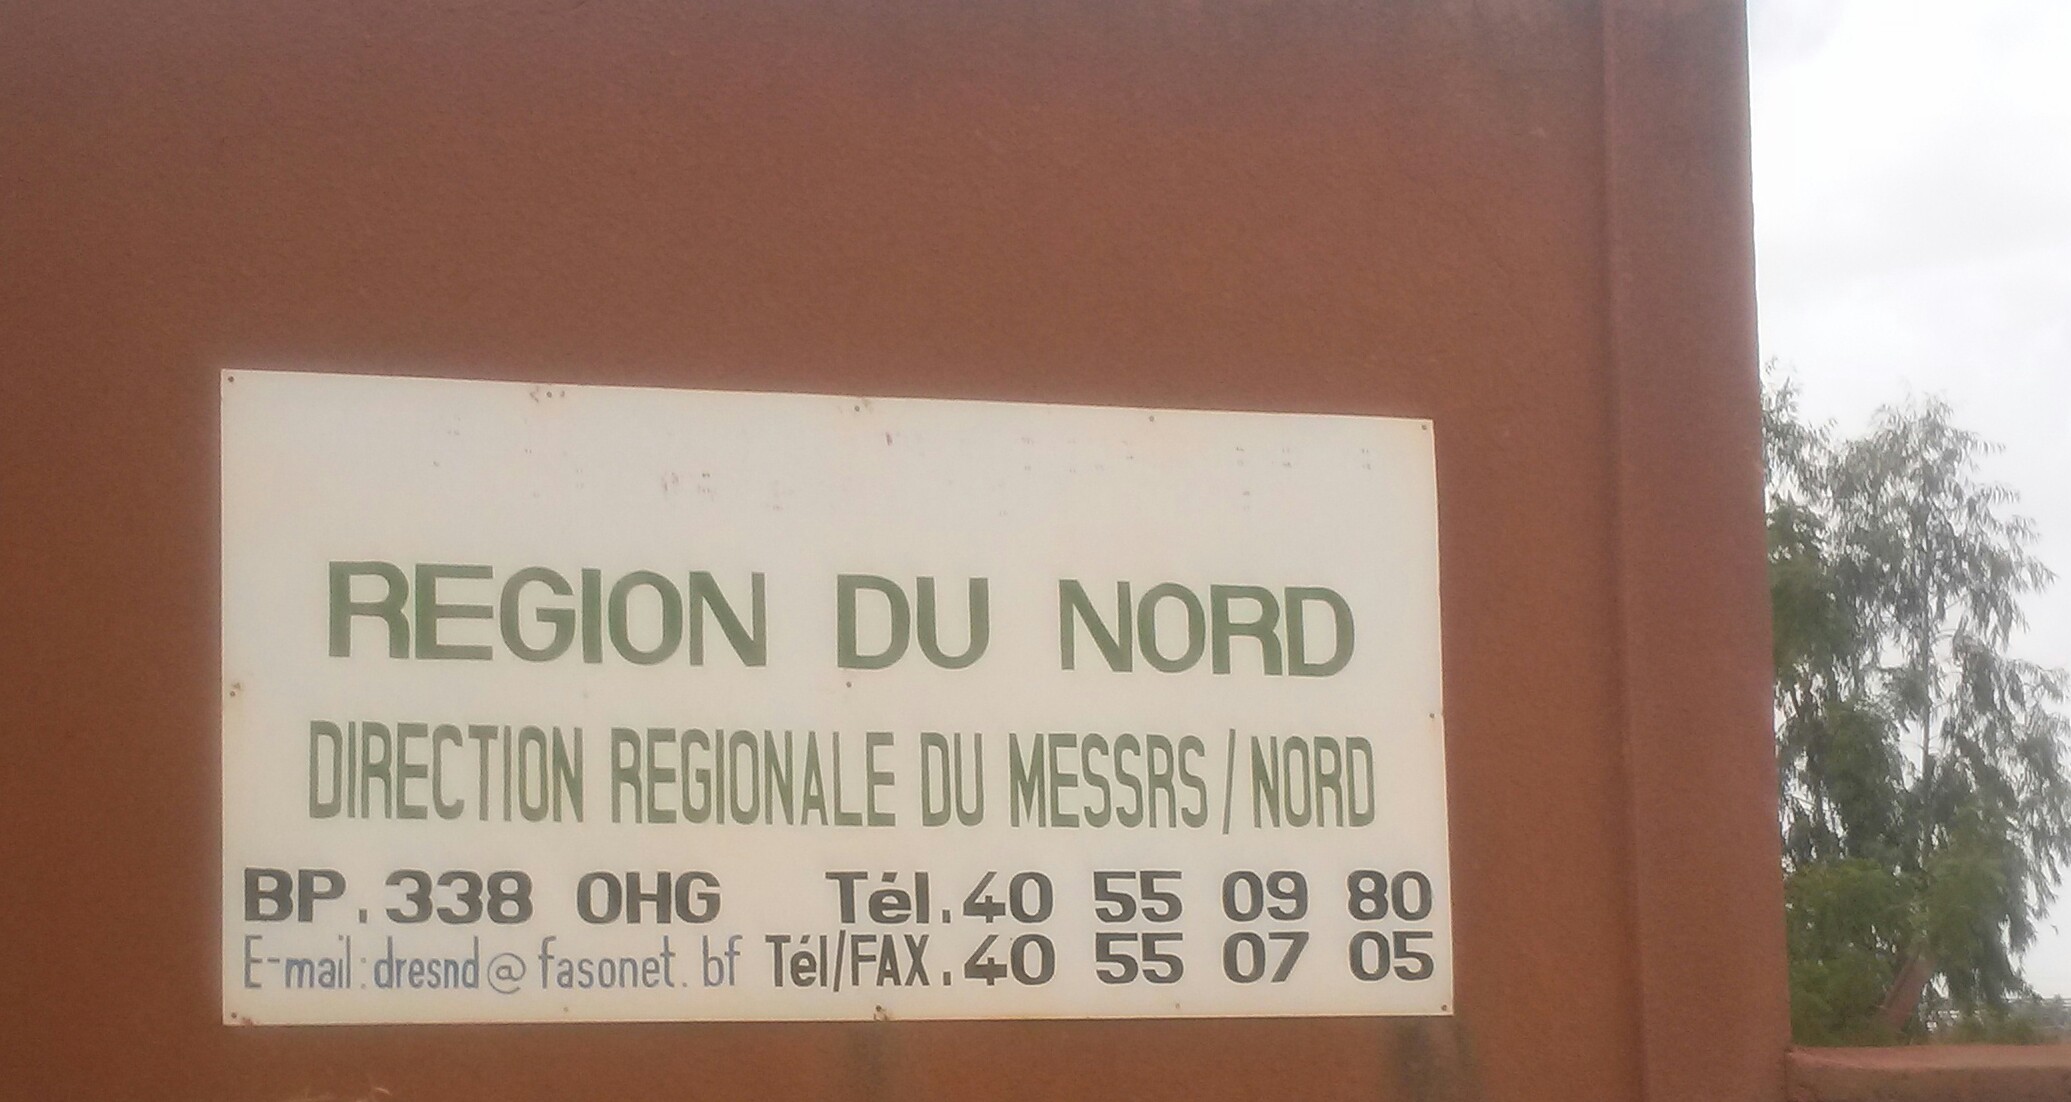 REGION DU NORD
DIRECTION REGIONALE DU MESSRS/NORD
BP.338 OHG Tél.40 55 09 80
E-mail:dresnd@fasonet.bf Tél/FAX.40 55 07 05